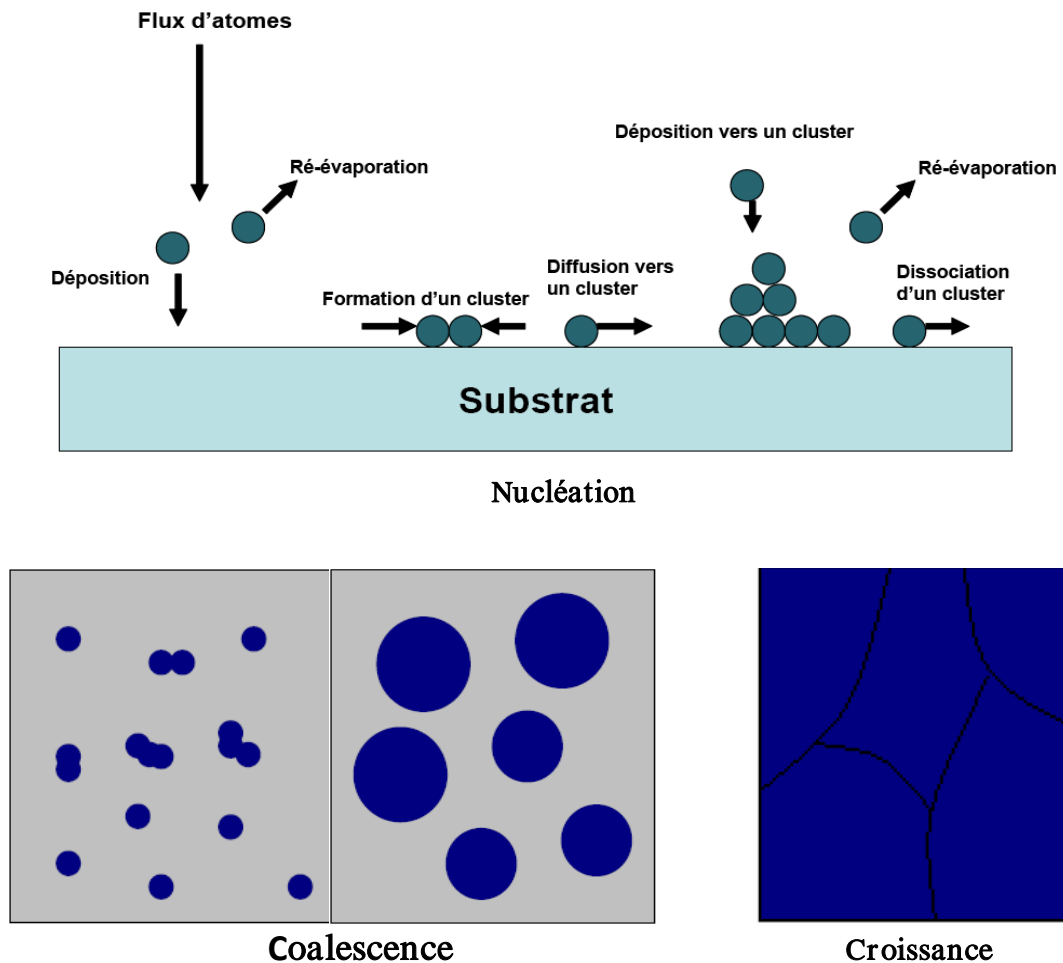 Flux d'atomes
Déposition vers un cluster
Ré-évaporation
Ré-évaporation
Déposition
Formation d'un cluster
Diffusion vers
un cluster
Dissociation
d'un cluster
Substrat
Nucléation
Coalescence
Croissance